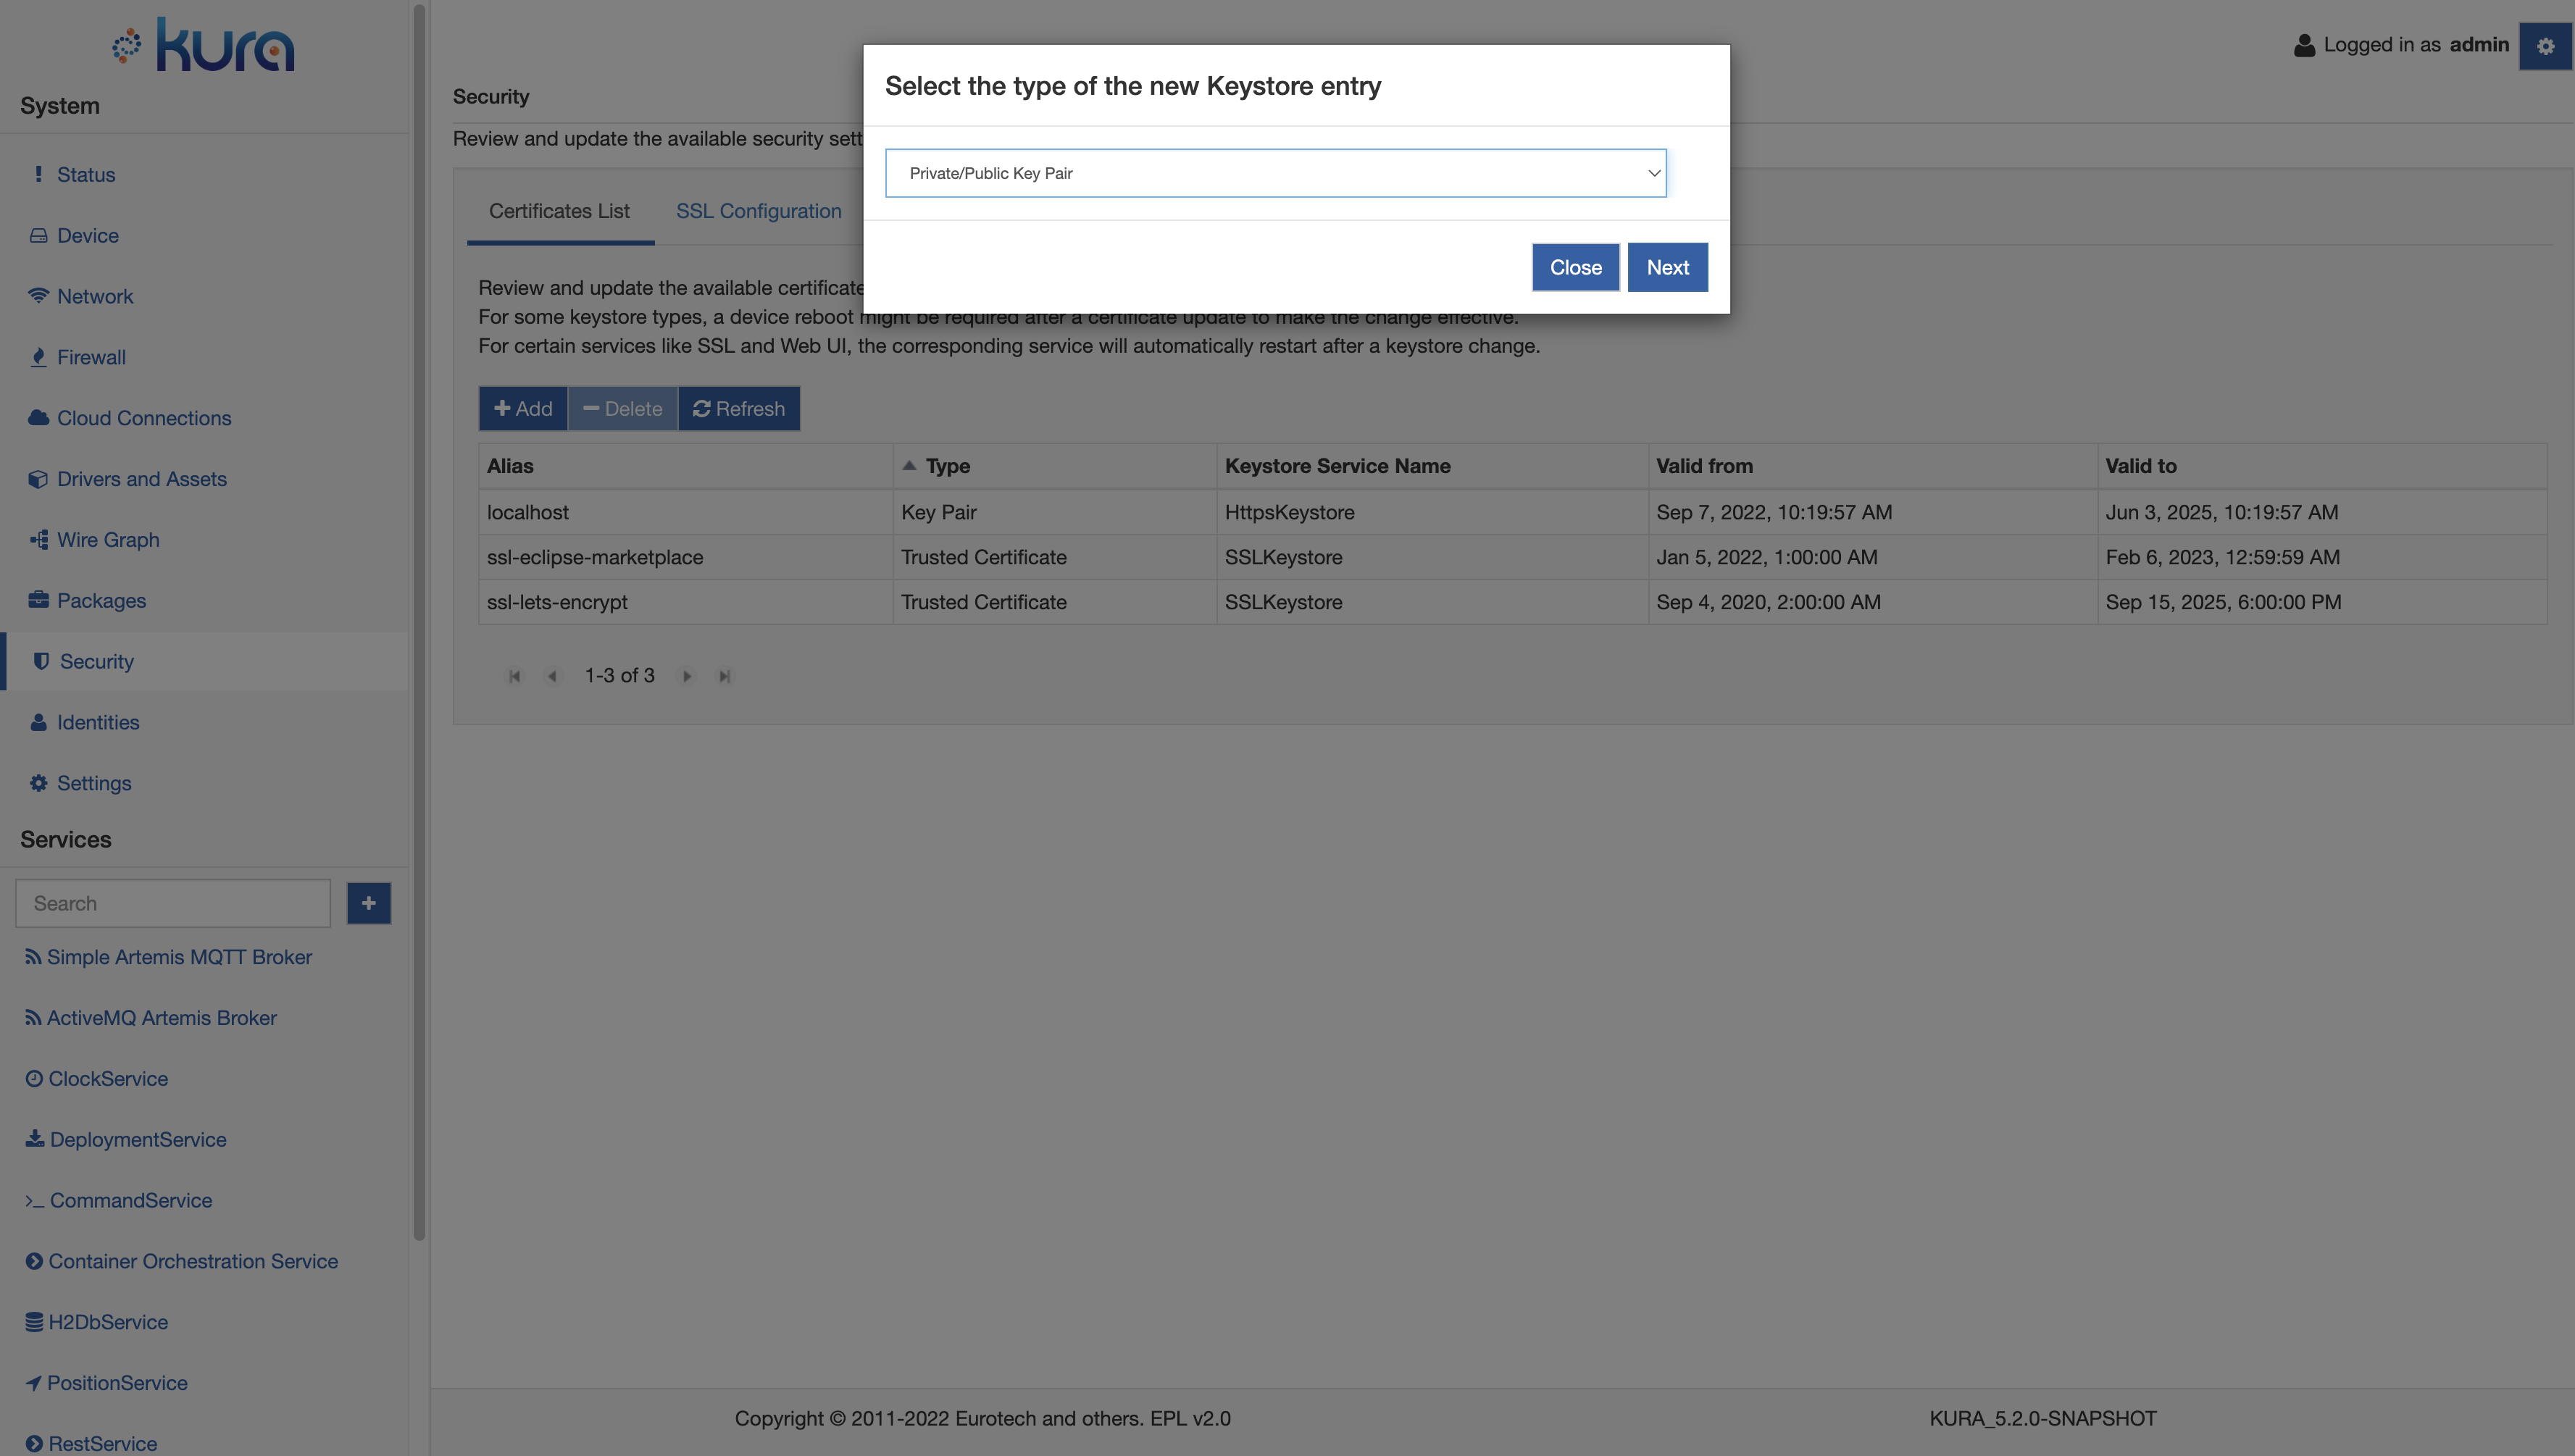 kura
System
Status
Device
Network
Firewall
Cloud Connections
Drivers and Assets
Wire Graph
Packages
Security
Identities
Settings
Services
Search
Simple Artemis MQTT Broker
ActiveMQ Artemis Broker
ClockService
DeploymentService
CommandService
Container Orchestration Service
H2DbService
PositionService
RestService
Logged in as admin
Select the type of the new Keystore entry
Private/Public Key Pair
Close Next
Security
Review and update the available security sett
Certificates List SSL Configuration
Review and update the available certificate
For some keystore types, a device reboot might be required after a certificate update to make the change effective.
For certain services like SSL and Web UI, the corresponding service will automatically restart after a keystore change.
Add Delete Refresh
Alias Type Keystore Service Name Valid from Valid to
localhost Key Pair HttpsKeystore Sep 7, 2022, 10:19:57 AM Jun 3, 2025, 10:19:57 AM
ssl-eclipse-marketplace Trusted Certificate SSLKeystore Jan 5, 2022, 1:00:00 AM Feb 6, 2023, 12:59:59 AM
ssl-lets-encrypt Trusted Certificate SSLKeystore Sep 4, 2020, 2:00:00 AM Sep 15, 2025, 6:00:00 PM
1-3 of 3
Copyright © 2011-2022 Eurotech and others. EPL v2.0 KURA_5.2.0-SNAPSHOT